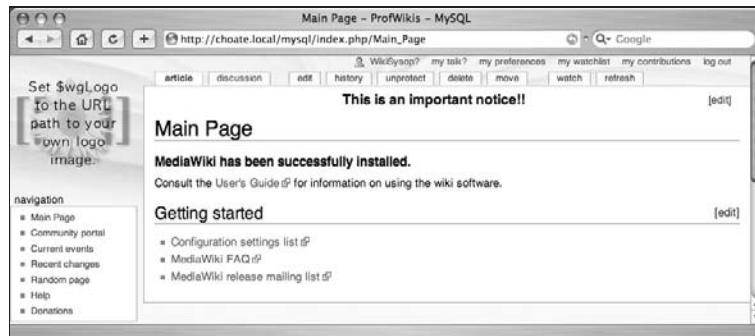 Main Page – ProfWikis – MySQL
http://choate.local/mysql/index.php/Main_Page
Google
WikiSysop? my talk? my preferences my watchlist my contributions log out
article discussion edit history unprotect delete move watch refresh
Set $wgLogo
to the URL
path to your
own logo
image.
This is an important notice!! [edit]
Main Page
MediaWiki has been successfully installed.
Consult the User's Guide for information on using the wiki software.
Getting started [edit]
Configuration settings list
MediaWiki FAQ
MediaWiki release mailing list
navigation
Main Page
Community portal
Current events
Recent changes
Random page
Help
Donations